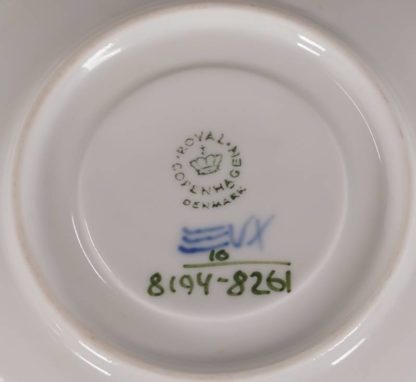 ROYAL
COPENHAGEN
DENMARK
10
8194-8261